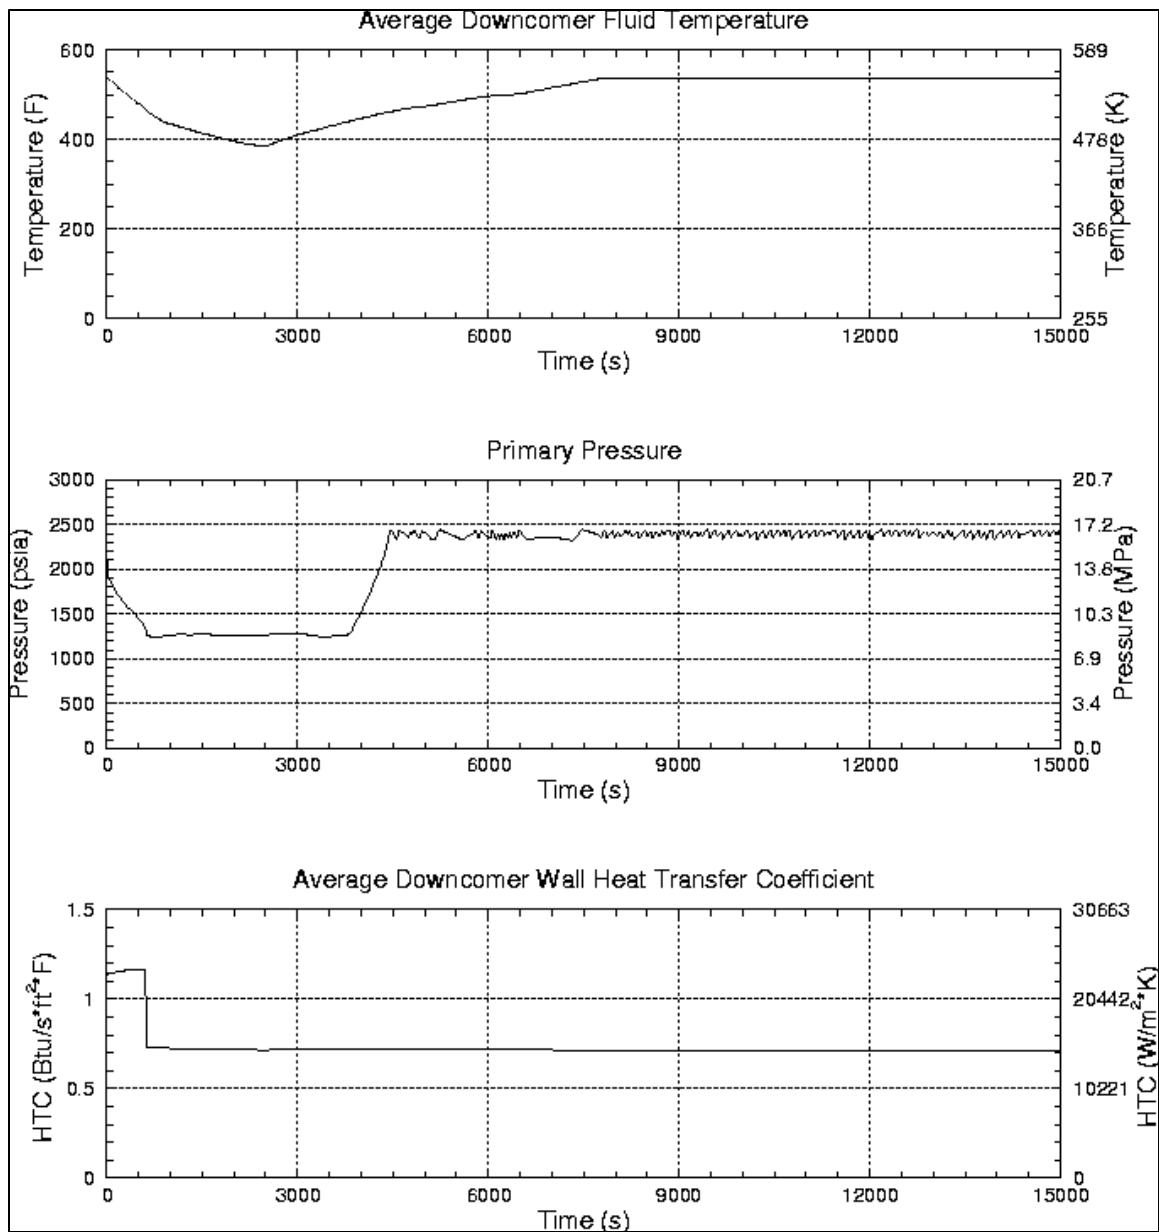 Average Downcomer Fluid Temperature
600
400
200
0
Temperature (F)
589
478
366
255
Temperature (K)
0 3000 6000 9000 12000 15000
Time (s)
Primary Pressure
3000
2500
2000
1500
1000
500
0
Pressure (psia)
20.7
17.2
13.8
10.3
6.9
3.4
0.0
Pressure (MPa)
0 3000 6000 9000 12000 15000
Time (s)
Average Downcomer Wall Heat Transfer Coefficient
1.5
1
0.5
0
HTC (Btu/s*ft²*F)
30663
20442
10221
0
HTC (W/m²*K)
0 3000 6000 9000 12000 15000
Time (s)